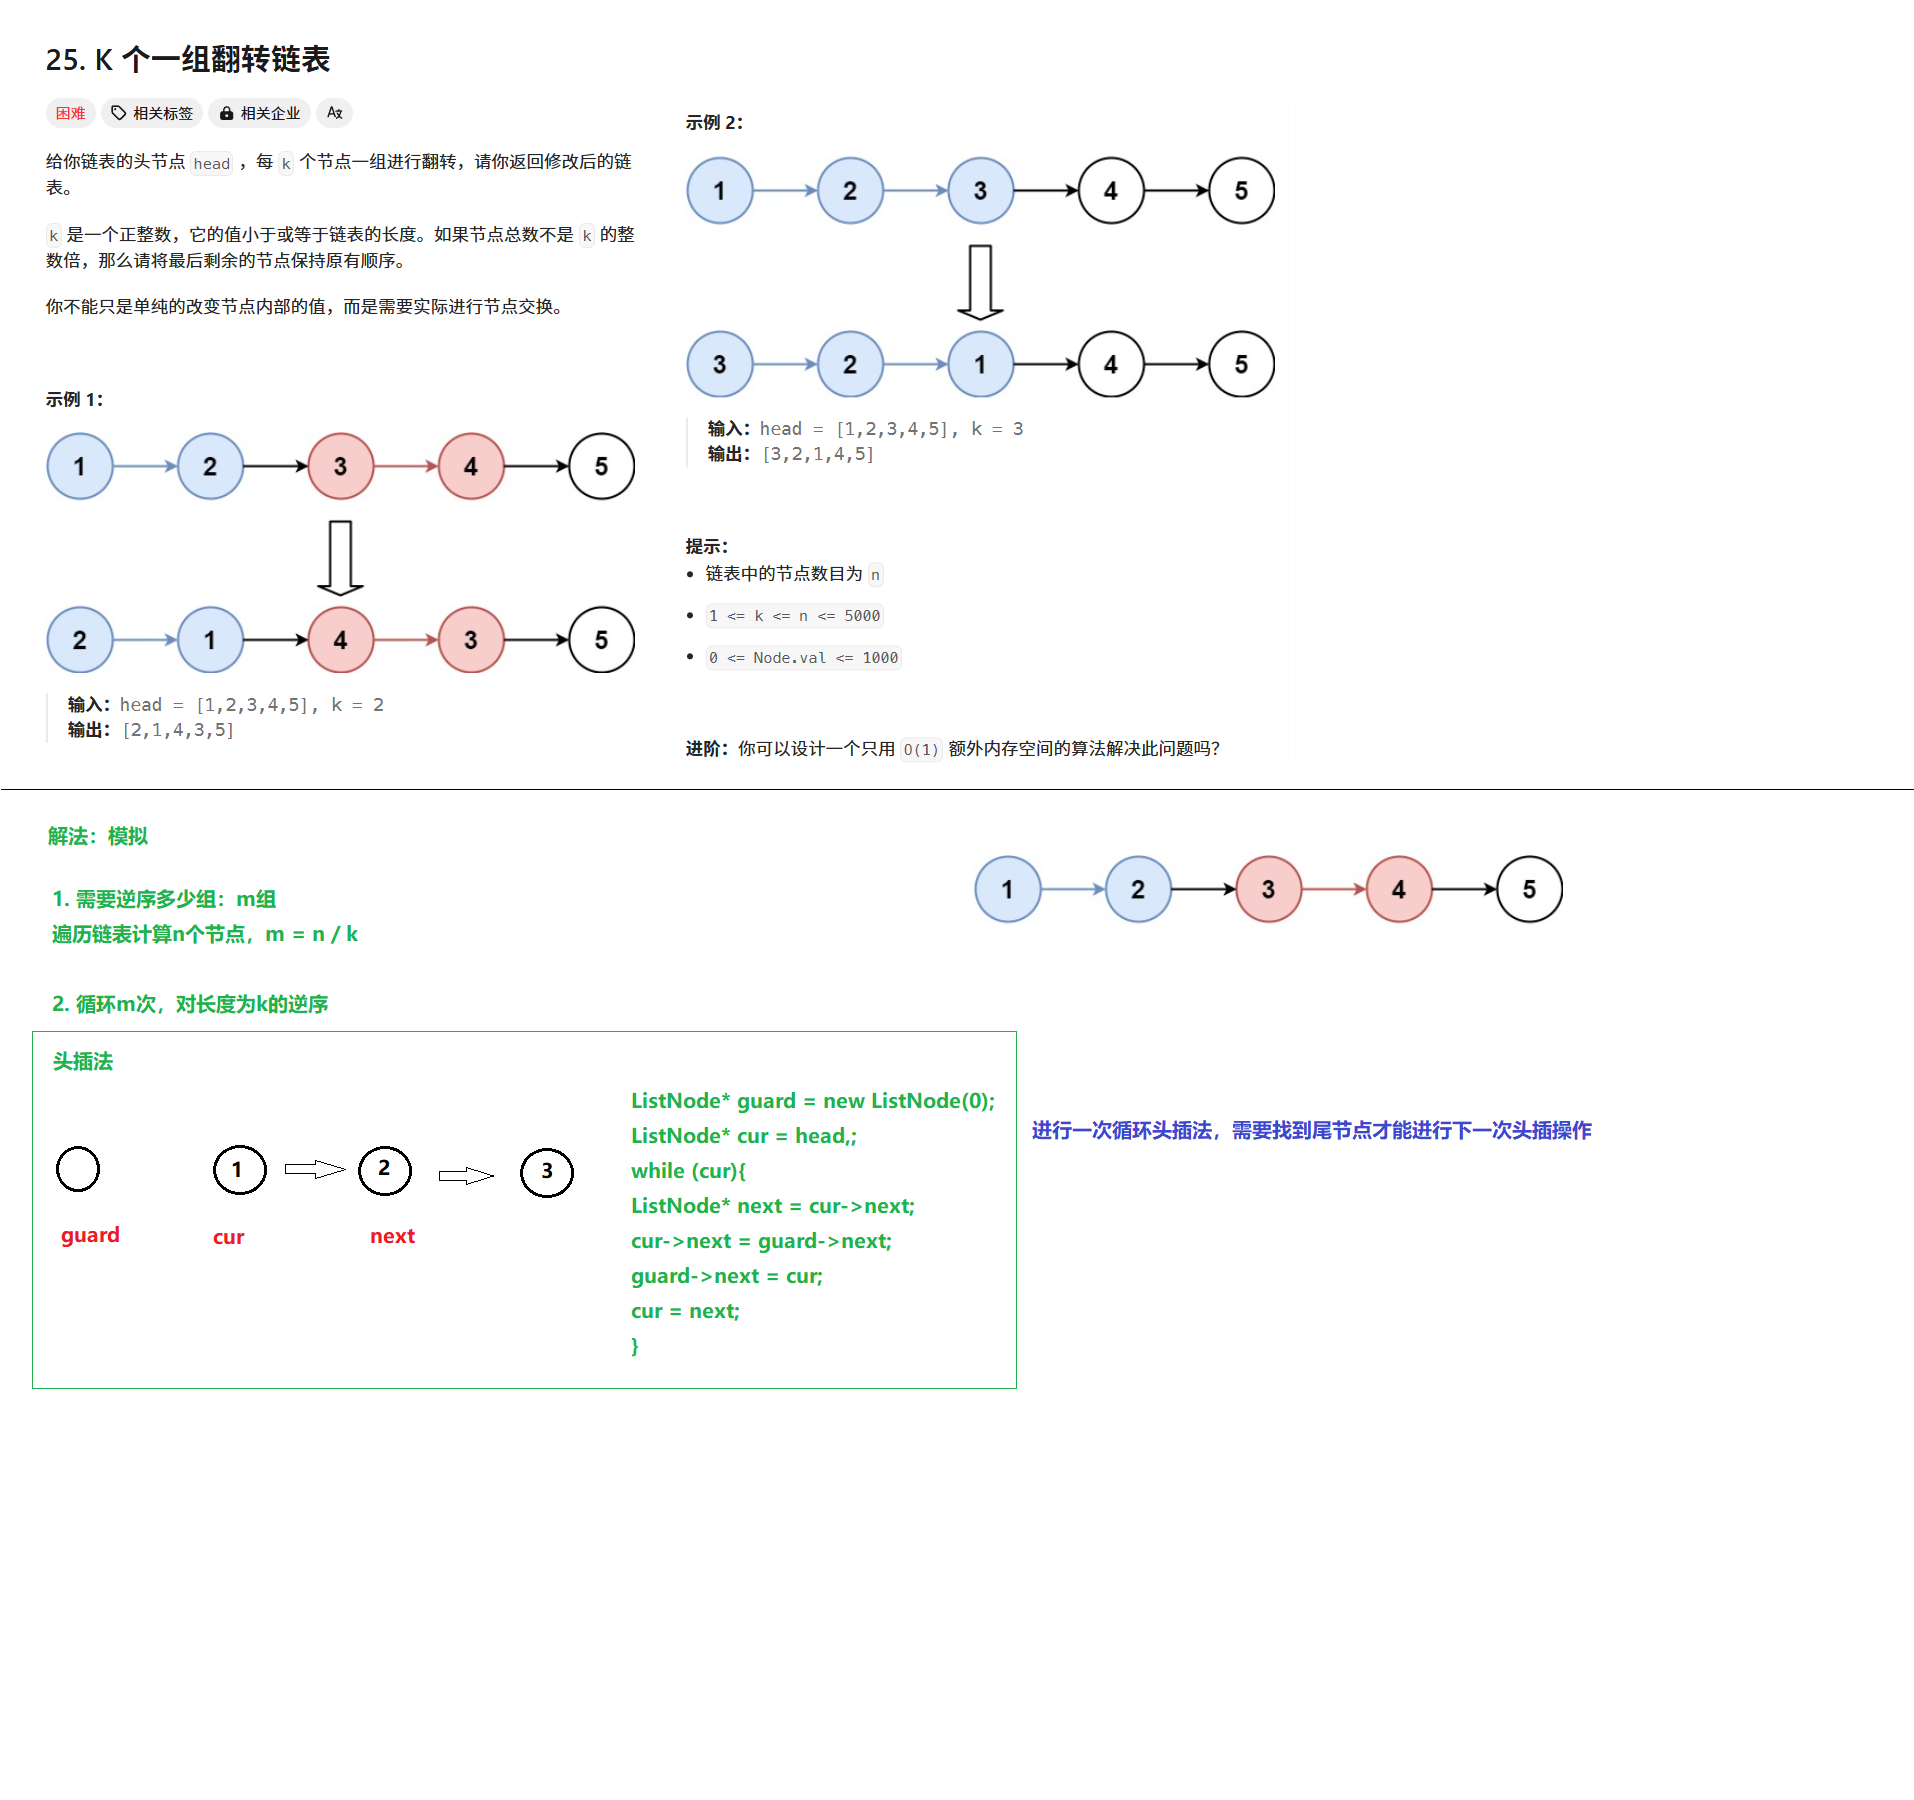 25. K 个一组翻转链表
困难 相关标签 相关企业 A文
给你链表的头节点 head ，每 k 个节点一组进行翻转，请你返回修改后的链
表。
k 是一个正整数，它的值小于或等于链表的长度。如果节点总数不是 k 的整
数倍，那么请将最后剩余的节点保持原有顺序。
你不能只是单纯的改变节点内部的值，而是需要实际进行节点交换。
示例 1：
1 2 3 4 5
2 1 4 3 5
输入：head = [1,2,3,4,5], k = 2
输出：[2,1,4,3,5]
示例 2：
1 2 3 4 5
3 2 1 4 5
输入：head = [1,2,3,4,5], k = 3
输出：[3,2,1,4,5]
提示：
链表中的节点数目为 n
1 <= k <= n <= 5000
0 <= Node.val <= 1000
进阶：你可以设计一个只用 O(1) 额外内存空间的算法解决此问题吗？
解法：模拟
1 2 3 4 5
1. 需要逆序多少组：m组
遍历链表计算n个节点，m = n / k
2. 循环m次，对长度为k的逆序
头插法
1 2 3
guard cur next
ListNode* guard = new ListNode(0);
ListNode* cur = head,;
while (cur){
ListNode* next = cur->next;
cur->next = guard->next;
guard->next = cur;
cur = next;
}
进行一次循环头插法，需要找到尾节点才能进行下一次头插操作